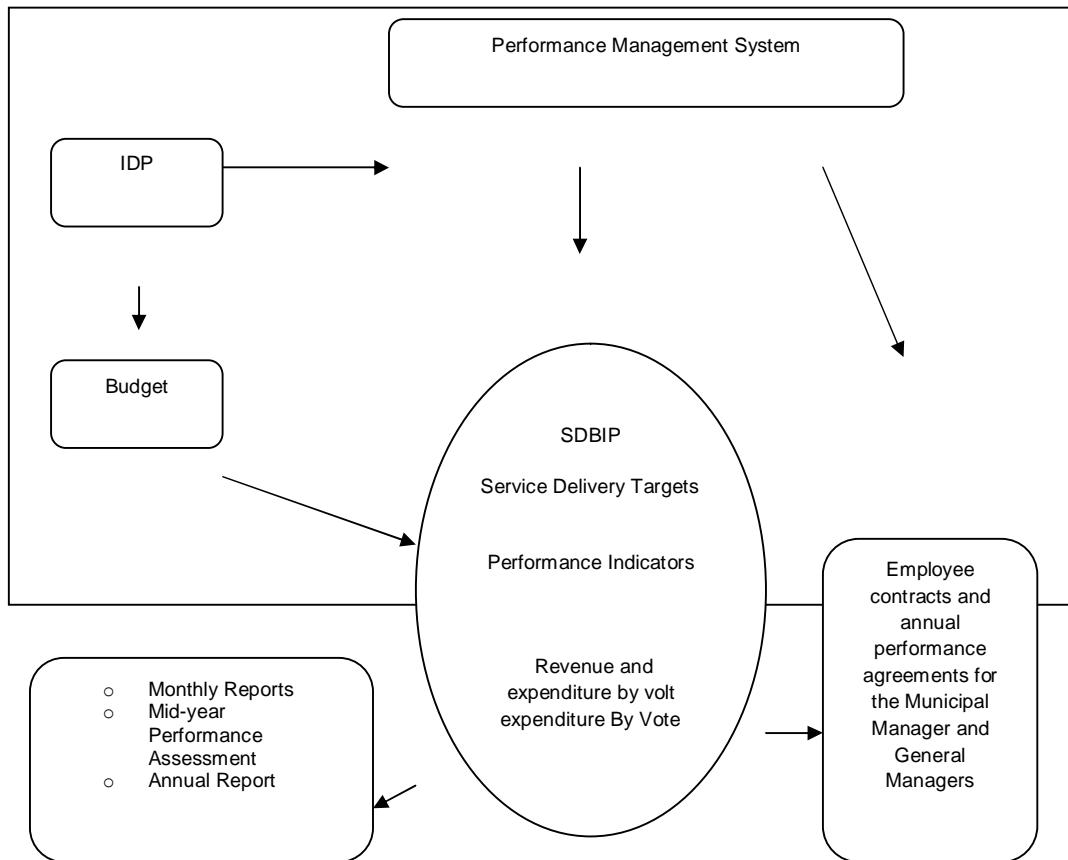 Performance Management System
IDP
Budget
SDBIP
Service Delivery Targets
Performance Indicators
Revenue and
expenditure by volt
expenditure By Vote
Employee
contracts and
annual
performance
agreements for
the Municipal
Manager and
General
Managers
o Monthly Reports
o Mid-year
Performance
Assessment
o Annual Report